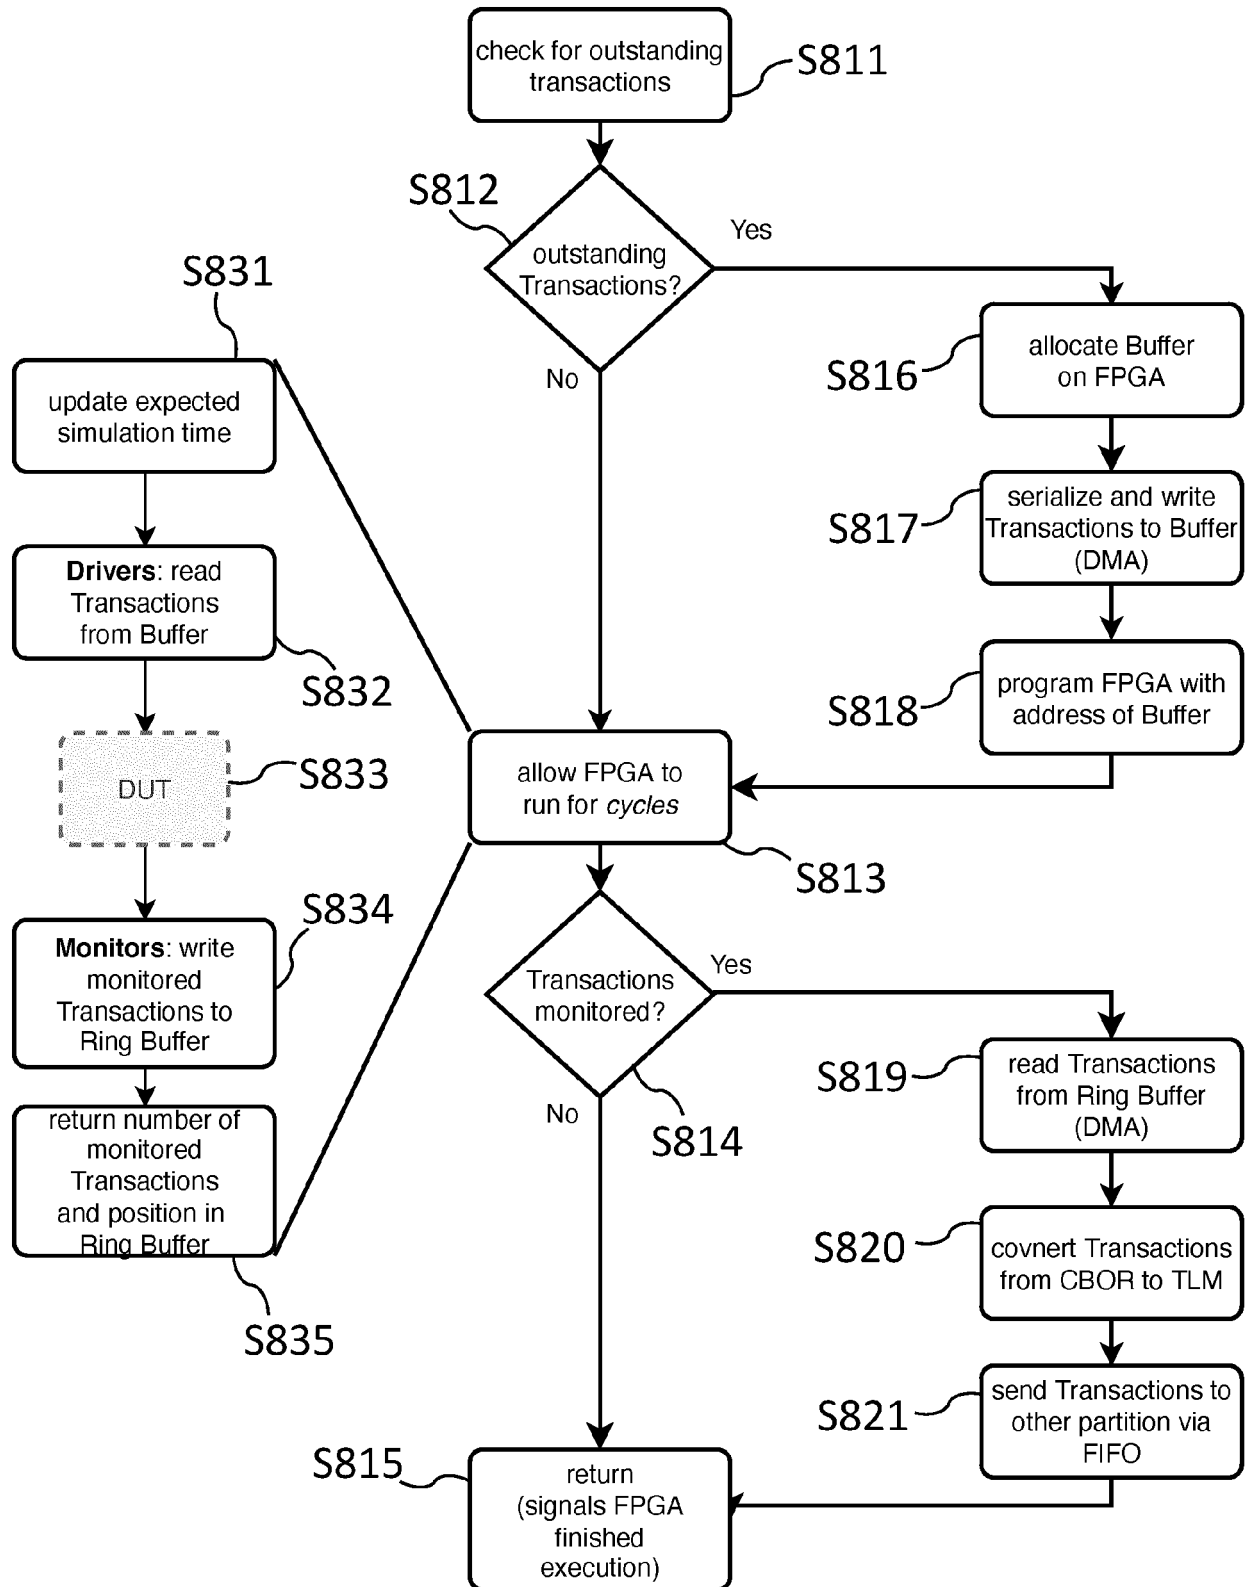 check for outstanding
transactions
S811
S812
outstanding
Transactions?
Yes
No
S816
allocate Buffer
on FPGA
S817
serialize and write
Transactions to Buffer
(DMA)
S818
program FPGA with
address of Buffer
S831
update expected
simulation time
Drivers: read
Transactions
from Buffer
S832
DUT
S833
S834
Monitors: write
monitored
Transactions to
Ring Buffer
return number of
monitored
Transactions
and position in
Ring Buffer
S835
allow FPGA to
run for cycles
S813
Transactions
monitored?
Yes
No
S814
S819
read Transactions
from Ring Buffer
(DMA)
S820
covnert Transactions
from CBOR to TLM
S821
send Transactions to
other partition via
FIFO
S815
return
(signals FPGA
finished
execution)